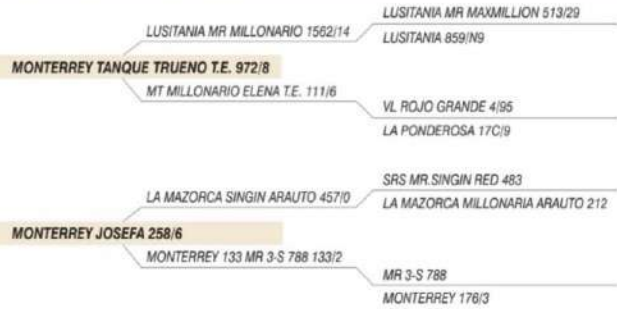 LUSITANIA MR MAXMILLION 513/29
LUSITANIA MR MILLONARIO 1562/14
LUSITANIA 859/N9
MONTERREY TANQUE TRUENO T.E. 972/8
MT MILLONARIO ELENA T.E. 111/6
VL ROJO GRANDE 4/95
LA PONDEROSA 17C/9
SRS MR.SINGIN RED 483
LA MAZORCA SINGIN ARAUTO 457/0
LA MAZORCA MILLONARIA ARAUTO 212
MONTERREY JOSEFA 258/6
MONTERREY 133 MR 3-S 788 133/2
MR 3-S 788
MONTERREY 176/3